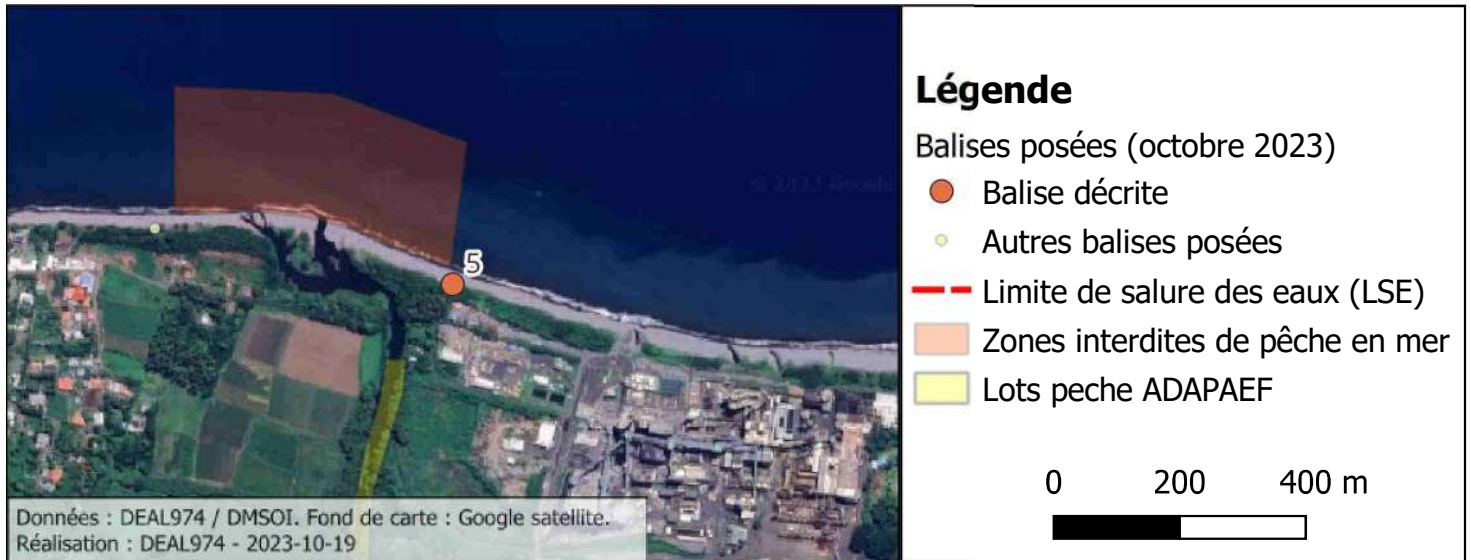 © 2023 Google
5
Données : DEAL974 / DMSOI. Fond de carte : Google satellite.
Réalisation : DEAL974 - 2023-10-19
Légende
Balises posées (octobre 2023)
Balise décrite
Autres balises posées
Limite de salure des eaux (LSE)
Zones interdites de pêche en mer
Lots peche ADAPAEF
0 200 400 m